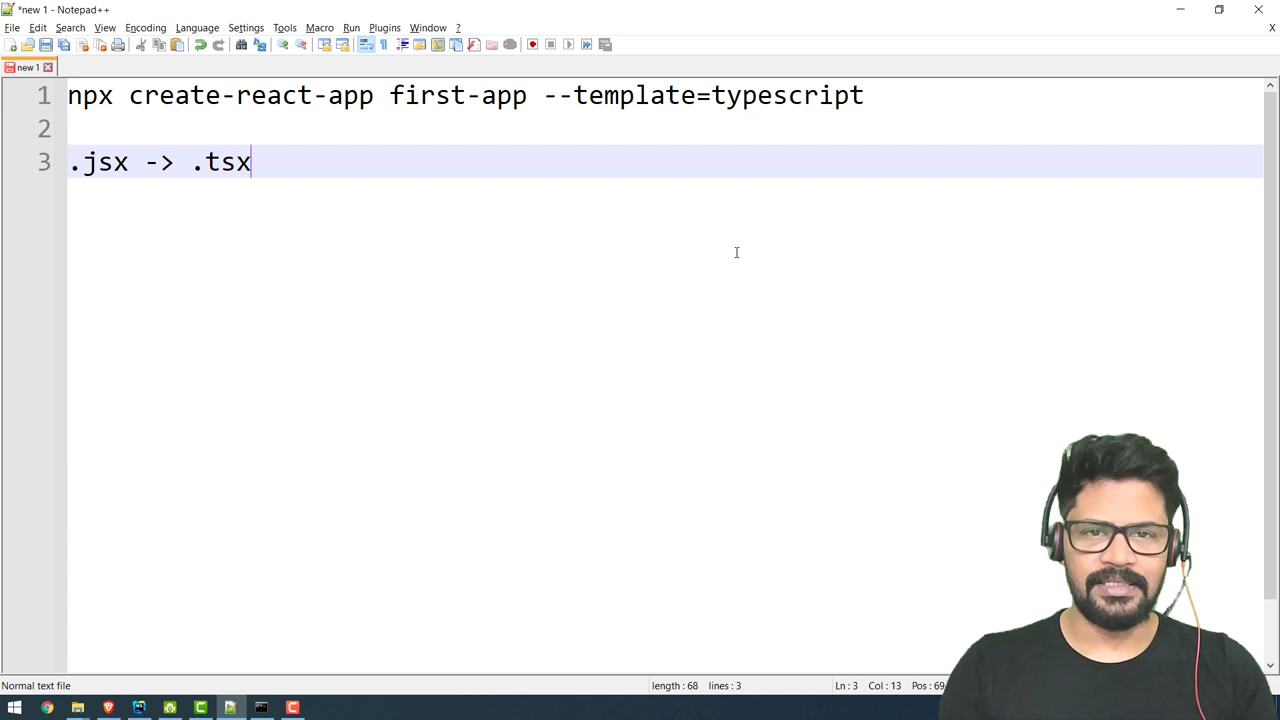 *new 1 - Notepad++
File Edit Search View Encoding Language Settings Tools Macro Run Plugins Window ?
X
new 1
1 npx create-react-app first-app --template=typescript
2
3 .jsx -> .tsx
Normal text file length : 68 lines : 3 Ln : 3 Col : 13 Pos : 69